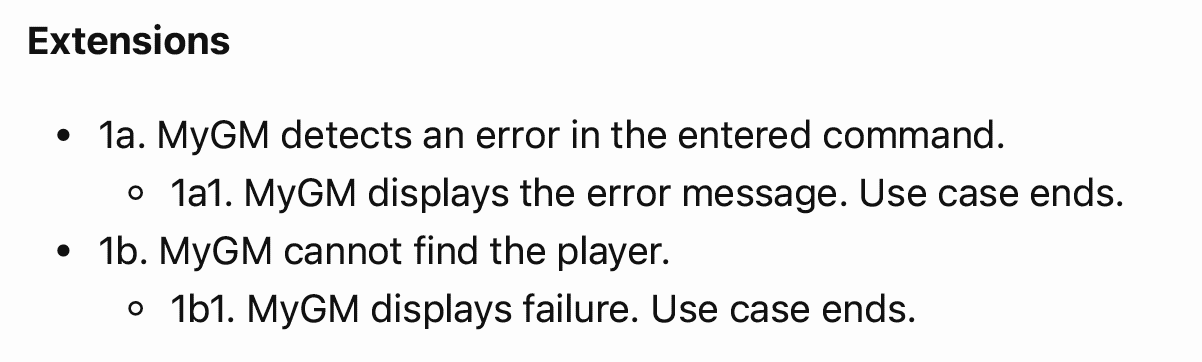 Extensions
• 1a. MyGM detects an error in the entered command.
◦ 1a1. MyGM displays the error message. Use case ends.
• 1b. MyGM cannot find the player.
◦ 1b1. MyGM displays failure. Use case ends.